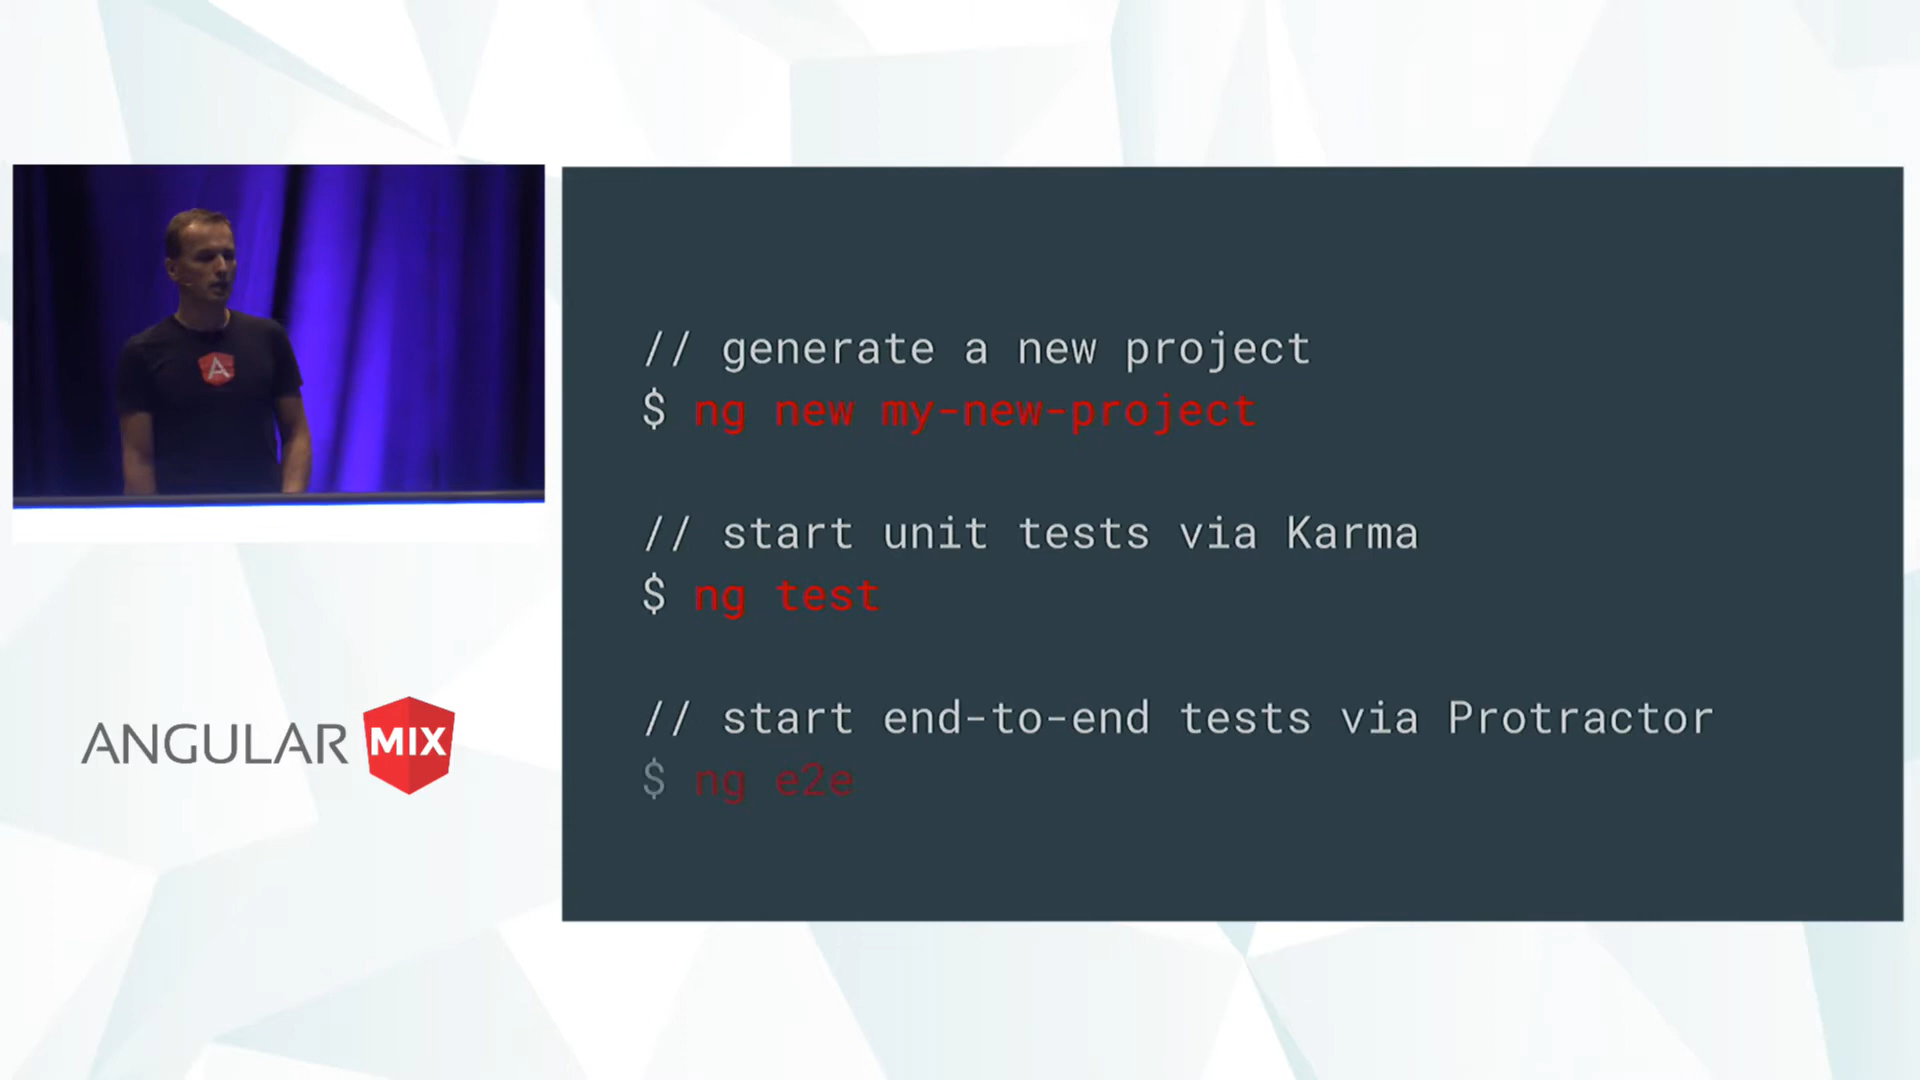 // generate a new project
$ ng new my-new-project
// start unit tests via Karma
$ ng test
// start end-to-end tests via Protractor
$ ng e2e
A
ANGULAR MIX